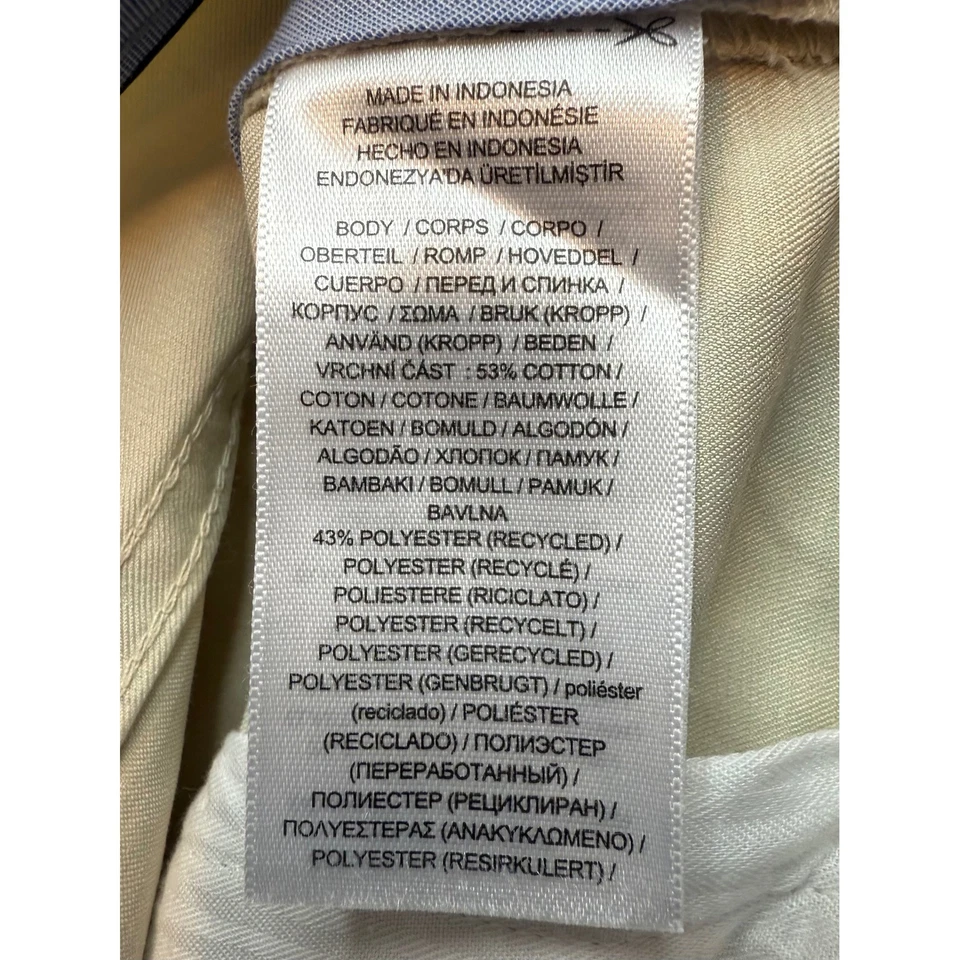 MADE IN INDONESIA
FABRIQUÉ EN INDONÉSIE
HECHO EN INDONESIA
ENDONEZYA'DA ÜRETİLMİŞTİR
BODY / CORPS / CORPO /
OBERTEIL / ROMP / HOVEDDEL /
CUERPO / ПЕРЕД И СПИНКА /
КОРПУС / ΣΩΜΑ / BRUK (KROPP) /
ANVÄND (KROPP) / BEDEN /
VRCHNÍ ČÁST : 53% COTTON /
COTON / COTONE / BAUMWOLLE /
KATOEN / BOMULD / ALGODÓN /
ALGODÃO / ХЛОПОК / ПАМУК /
BAMBAKI / BOMULL / PAMUK /
BAVLNA
43% POLYESTER (RECYCLED) /
POLYESTER (RECYCLÉ) /
POLIESTERE (RICICLATO) /
POLYESTER (RECYCELT) /
POLYESTER (GERECYCLED) /
POLYESTER (GENBRUGT) / poliéster
(reciclado) / POLIÉSTER
(RECICLADO) / ПОЛИЭСТЕР
(ПЕРЕРАБОТАННЫЙ) /
ПОЛИЕСТЕР (РЕЦИКЛИРАН) /
ΠΟΛΥΕΣΤΕΡΑΣ (ΑΝΑΚΥΚΛΩΜΕΝΟ) /
POLYESTER (RESIRKULERT) /